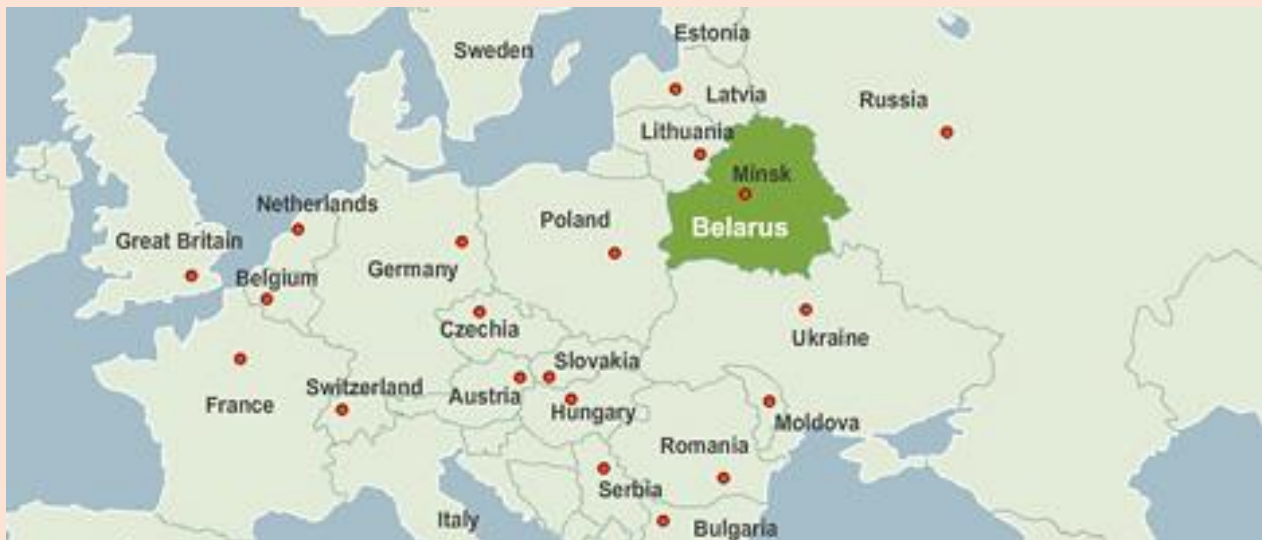 Estonia
Sweden
Latvia
Russia
Lithuania
Minsk
Netherlands
Poland
Belarus
Great Britain
Germany
Belgium
Czechia
Ukraine
Slovakia
Switzerland
Austria
France
Hungary
Moldova
Romania
Serbia
Italy
Bulgaria